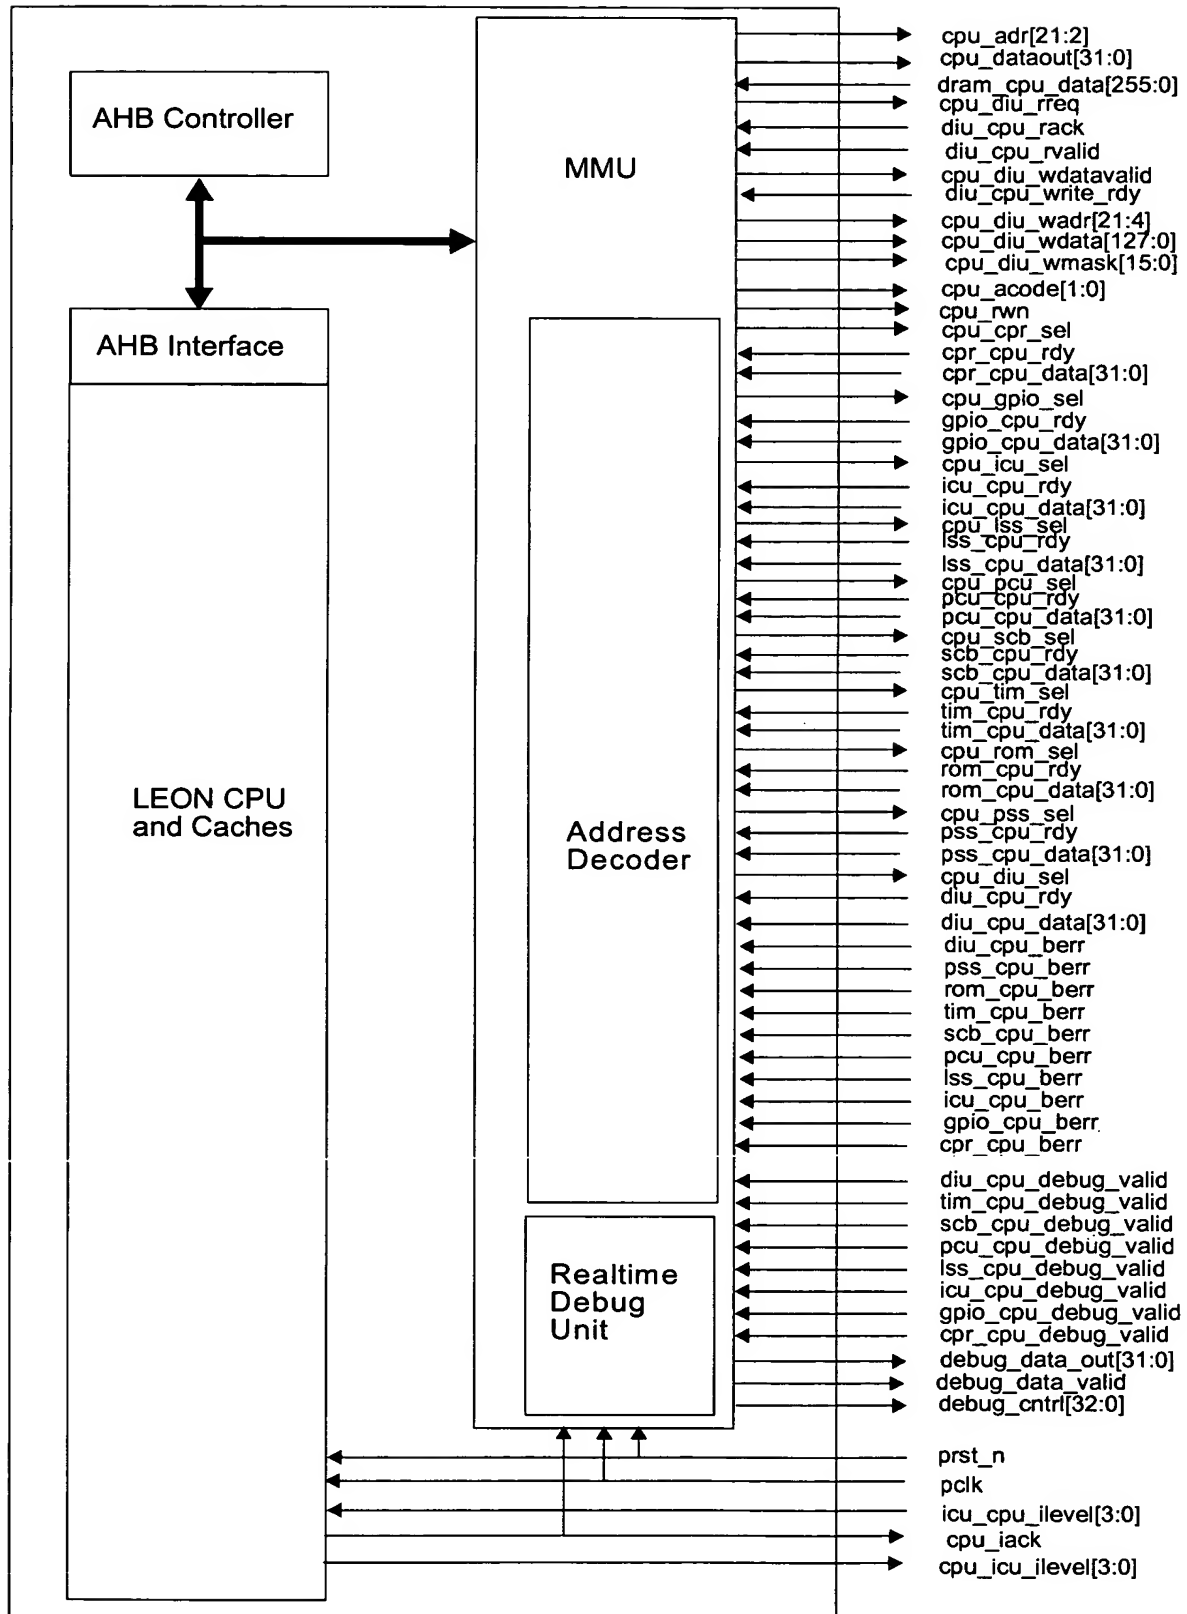 AHB Controller
MMU
AHB Interface
LEON CPU
and Caches
Address
Decoder
Realtime
Debug
Unit
cpu_adr[21:2]
cpu_dataout[31:0]
dram_cpu_data[255:0]
cpu_diu_rreq
diu_cpu_rack
diu_cpu_rvalid
cpu_diu_wdatavalid
diu_cpu_write_rdy
cpu_diu_wadr[21:4]
cpu_diu_wdata[127:0]
cpu_diu_wmask[15:0]
cpu_acode[1:0]
cpu_rwn
cpu_cpr_sel
cpr_cpu_rdy
cpr_cpu_data[31:0]
cpu_gpio_sel
gpio_cpu_rdy
gpio_cpu_data[31:0]
cpu_icu_sel
icu_cpu_rdy
icu_cpu_data[31:0]
cpu_lss_sel
lss_cpu_rdy
lss_cpu_data[31:0]
cpu_pcu_sel
pcu_cpu_rdy
pcu_cpu_data[31:0]
cpu_scb_sel
scb_cpu_rdy
scb_cpu_data[31:0]
cpu_tim_sel
tim_cpu_rdy
tim_cpu_data[31:0]
cpu_rom_sel
rom_cpu_rdy
rom_cpu_data[31:0]
cpu_pss_sel
pss_cpu_rdy
pss_cpu_data[31:0]
cpu_diu_sel
diu_cpu_rdy
diu_cpu_data[31:0]
diu_cpu_berr
pss_cpu_berr
rom_cpu_berr
tim_cpu_berr
scb_cpu_berr
pcu_cpu_berr
lss_cpu_berr
icu_cpu_berr
gpio_cpu_berr
cpr_cpu_berr
diu_cpu_debug_valid
tim_cpu_debug_valid
scb_cpu_debug_valid
pcu_cpu_debug_valid
lss_cpu_debug_valid
icu_cpu_debug_valid
gpio_cpu_debug_valid
cpr_cpu_debug_valid
debug_data_out[31:0]
debug_data_valid
debug_cntrl[32:0]
prst_n
pclk
icu_cpu_ilevel[3:0]
cpu_iack
cpu_icu_ilevel[3:0]